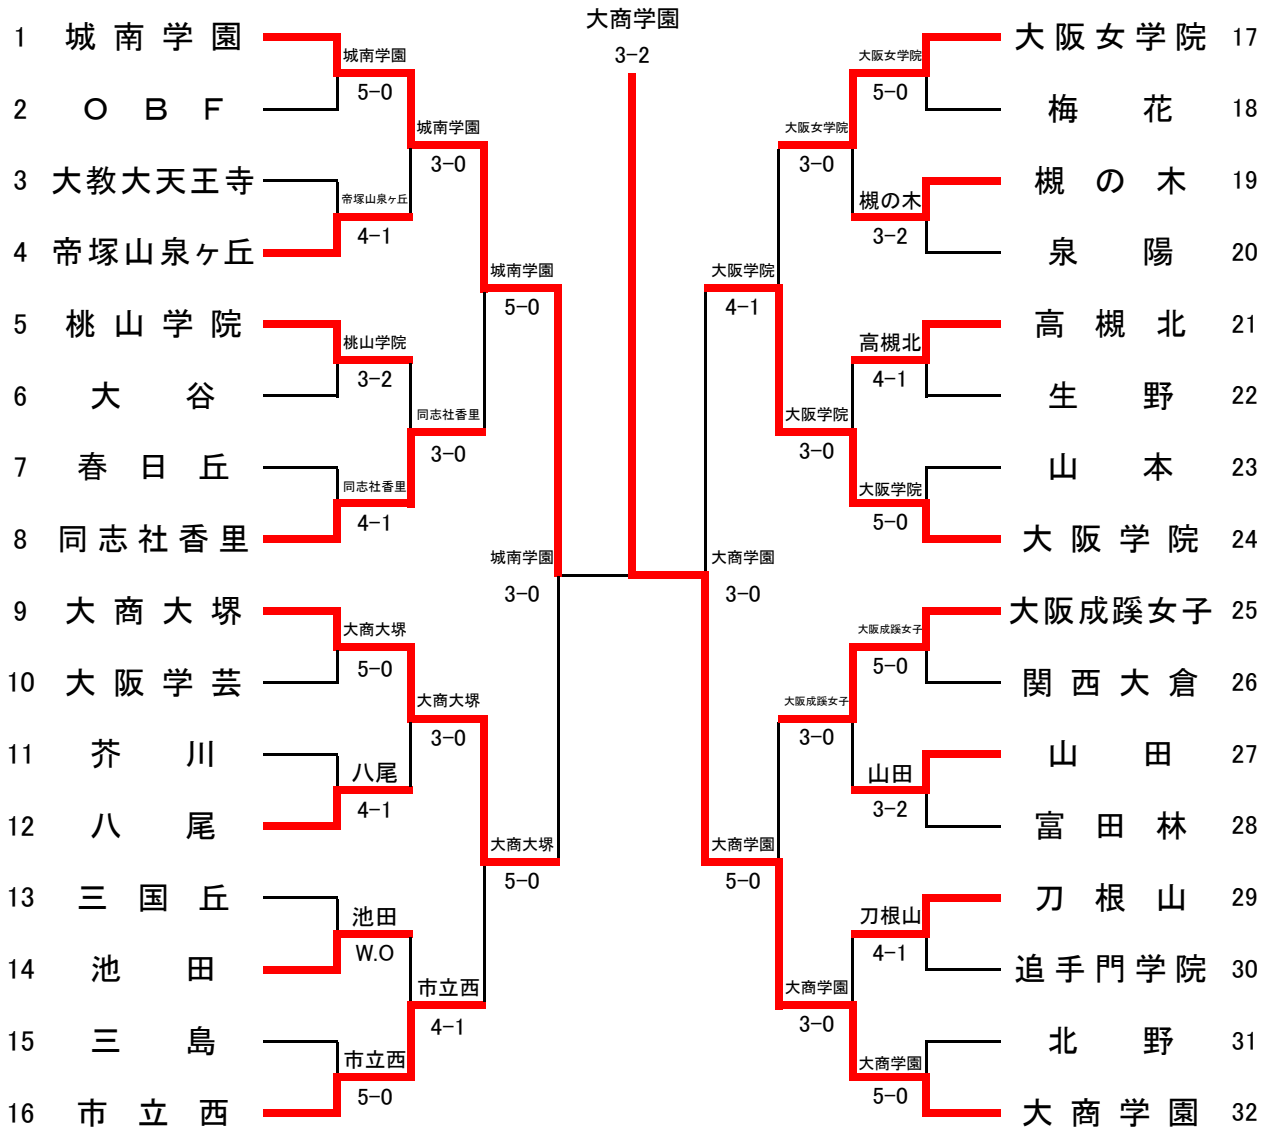 大商学園
3-2
1 城南学園
2 OBF
3 大教大天王寺
4 帝塚山泉ヶ丘
5 桃山学院
6 大谷
7 春日丘
8 同志社香里
9 大商大堺
10 大阪学芸
11 芥川
12 八尾
13 三国丘
14 池田
15 三島
16 市立西
城南学園
5-0
帝塚山泉ヶ丘
4-1
桃山学院
3-2
同志社香里
4-1
大商大堺
5-0
八尾
4-1
池田
W.O
市立西
5-0
城南学園
3-0
同志社香里
3-0
大商大堺
3-0
市立西
4-1
城南学園
5-0
大商大堺
5-0
城南学園
3-0
大商学園
3-0
大阪学院
4-1
大商学園
5-0
大阪女学院
3-0
大阪学院
3-0
大阪成蹊女子
3-0
大商学園
3-0
大阪女学院
5-0
槻の木
3-2
高槻北
4-1
大阪学院
5-0
大阪成蹊女子
5-0
山田
3-2
刀根山
4-1
大商学園
5-0
大阪女学院 17
梅花 18
槻の木 19
泉陽 20
高槻北 21
生野 22
山本 23
大阪学院 24
大阪成蹊女子 25
関西大倉 26
山田 27
富田林 28
刀根山 29
追手門学院 30
北野 31
大商学園 32